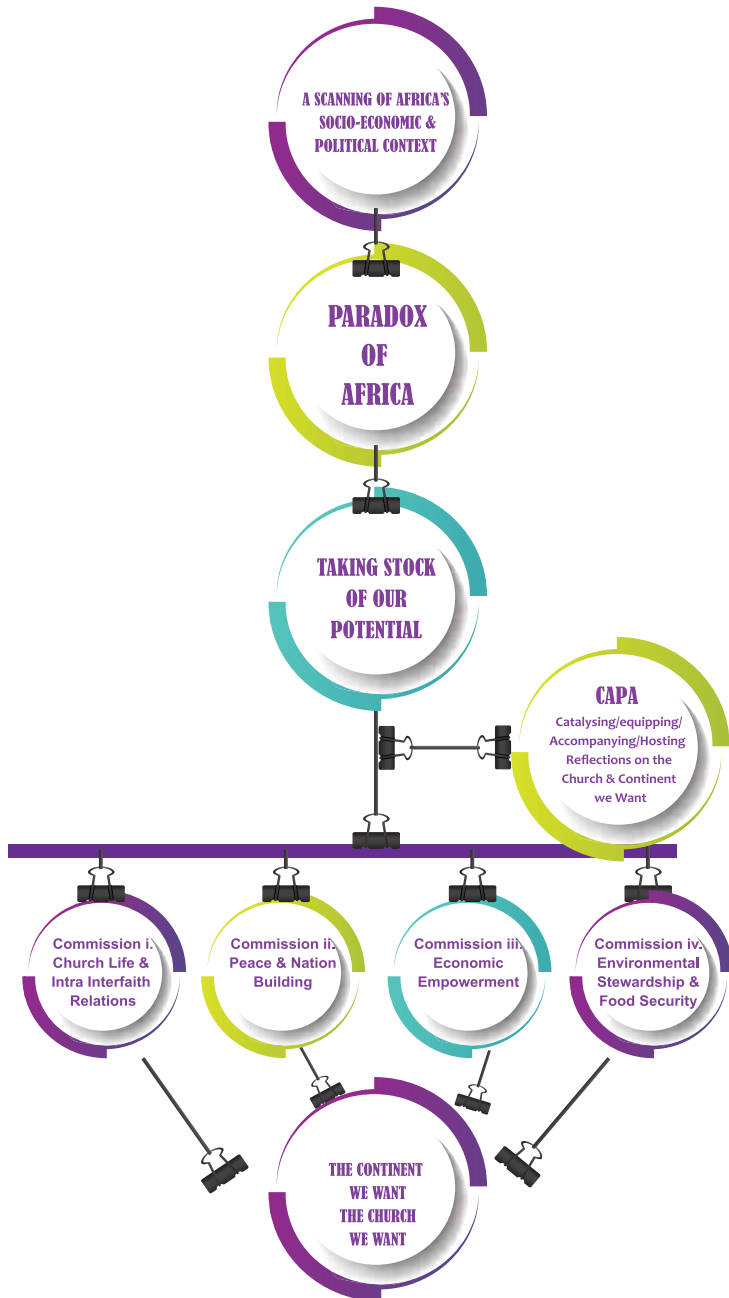 A SCANNING OF AFRICA'S
SOCIO-ECONOMIC &
POLITICAL CONTEXT
PARADOX
OF
AFRICA
TAKING STOCK
OF OUR
POTENTIAL
CAPA
Catalysing/equipping/
Accompanying/Hosting
Reflections on the
Church & Continent
we Want
Commission i.
Church Life &
Intra Interfaith
Relations
Commission ii.
Peace & Nation
Building
Commission iii.
Economic
Empowerment
Commission iv.
Environmental
Stewardship &
Food Security
THE CONTINENT
WE WANT
THE CHURCH
WE WANT